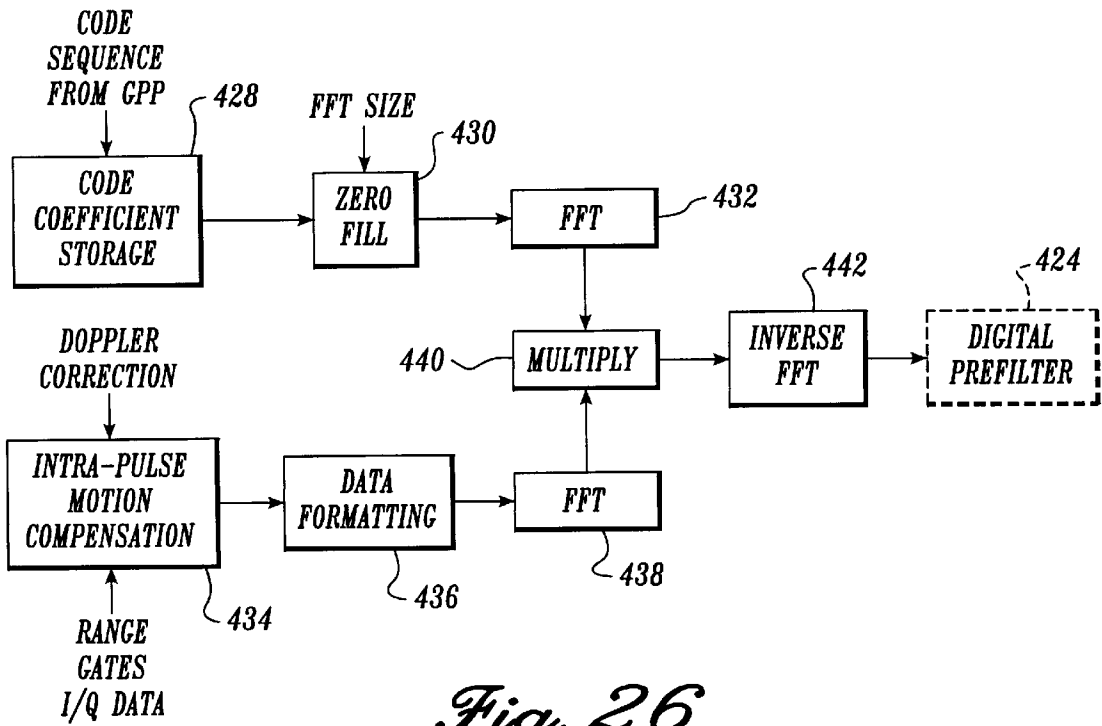 CODE
SEQUENCE
FROM GPP
428
CODE
COEFFICIENT
STORAGE
FFT SIZE
430
ZERO
FILL
FFT
432
DOPPLER
CORRECTION
440
MULTIPLY
442
INVERSE
FFT
424
DIGITAL
PREFILTER
INTRA-PULSE
MOTION
COMPENSATION
434
DATA
FORMATTING
436
FFT
438
RANGE
GATES
I/Q DATA
Fig. 26